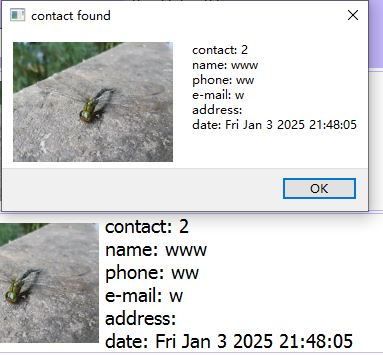 contact found
contact: 2
name: www
phone: ww
e-mail: w
address:
date: Fri Jan 3 2025 21:48:05
OK
contact: 2
name: www
phone: ww
e-mail: w
address:
date: Fri Jan 3 2025 21:48:05